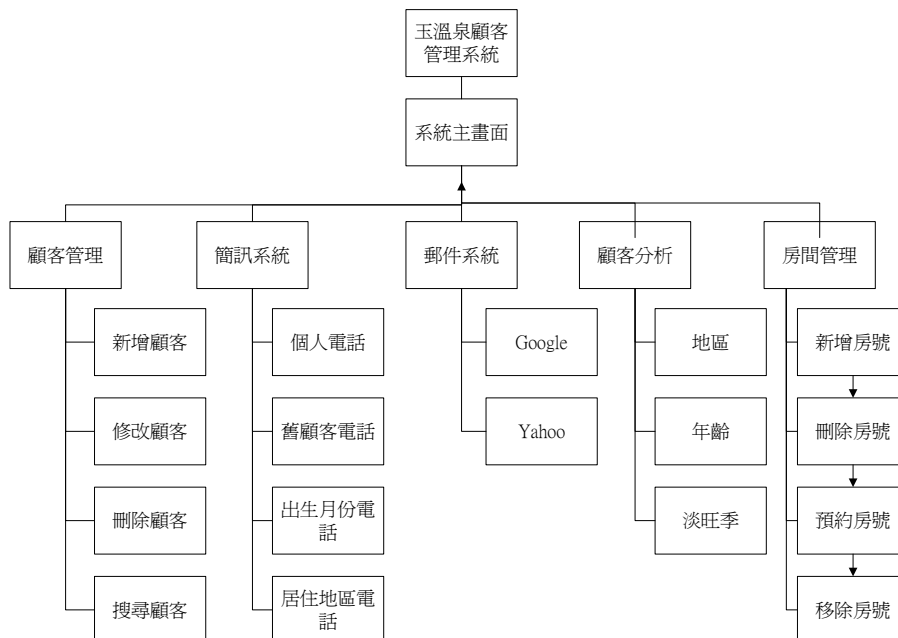 玉溫泉顧客
管理系統
系統主畫面
顧客管理
簡訊系統
郵件系統
顧客分析
房間管理
新增顧客
個人電話
Google
地區
新增房號
修改顧客
舊顧客電話
Yahoo
年齡
刪除房號
刪除顧客
出生月份電
話
淡旺季
預約房號
搜尋顧客
居住地區電
話
移除房號